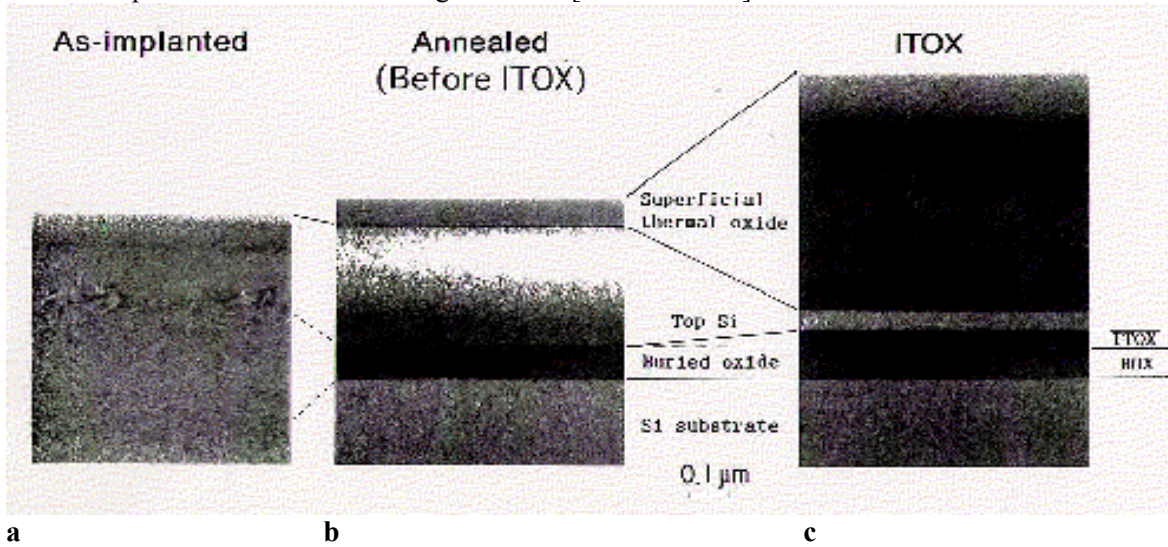 As-implanted
Annealed
(Before ITOX)
ITOX
Superficial
thermal oxide
Top Si
Buried oxide
Si substrate
0.1 μm
ITOX
BOX
a
b
c